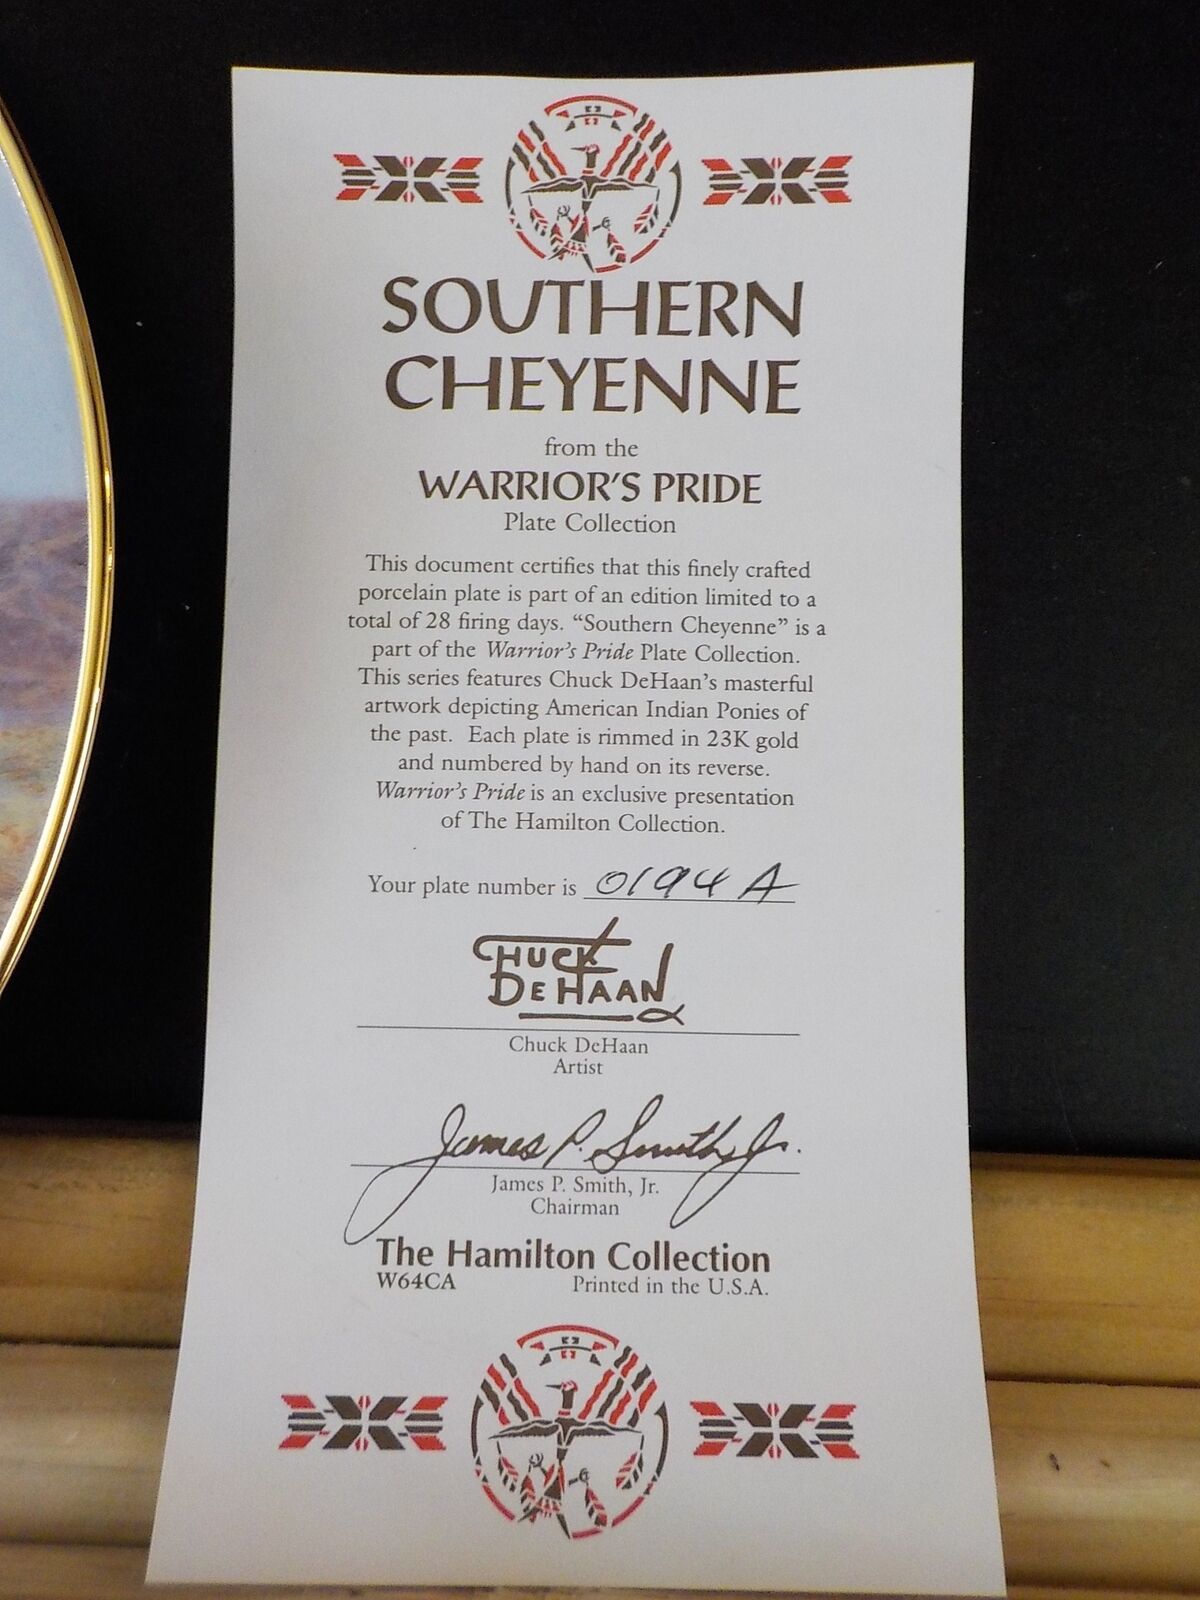 SOUTHERN
CHEYENNE
from the
WARRIOR'S PRIDE
Plate Collection
This document certifies that this finely crafted
porcelain plate is part of an edition limited to a
total of 28 firing days. “Southern Cheyenne” is a
part of the Warrior's Pride Plate Collection.
This series features Chuck DeHaan's masterful
artwork depicting American Indian Ponies of
the past. Each plate is rimmed in 23K gold
and numbered by hand on its reverse.
Warrior's Pride is an exclusive presentation
of The Hamilton Collection.
Your plate number is 0194 A
CHUCK
DEHAAN
Chuck DeHaan
Artist
James P. Smith, Jr.
James P. Smith, Jr.
Chairman
The Hamilton Collection
W64CA Printed in the U.S.A.